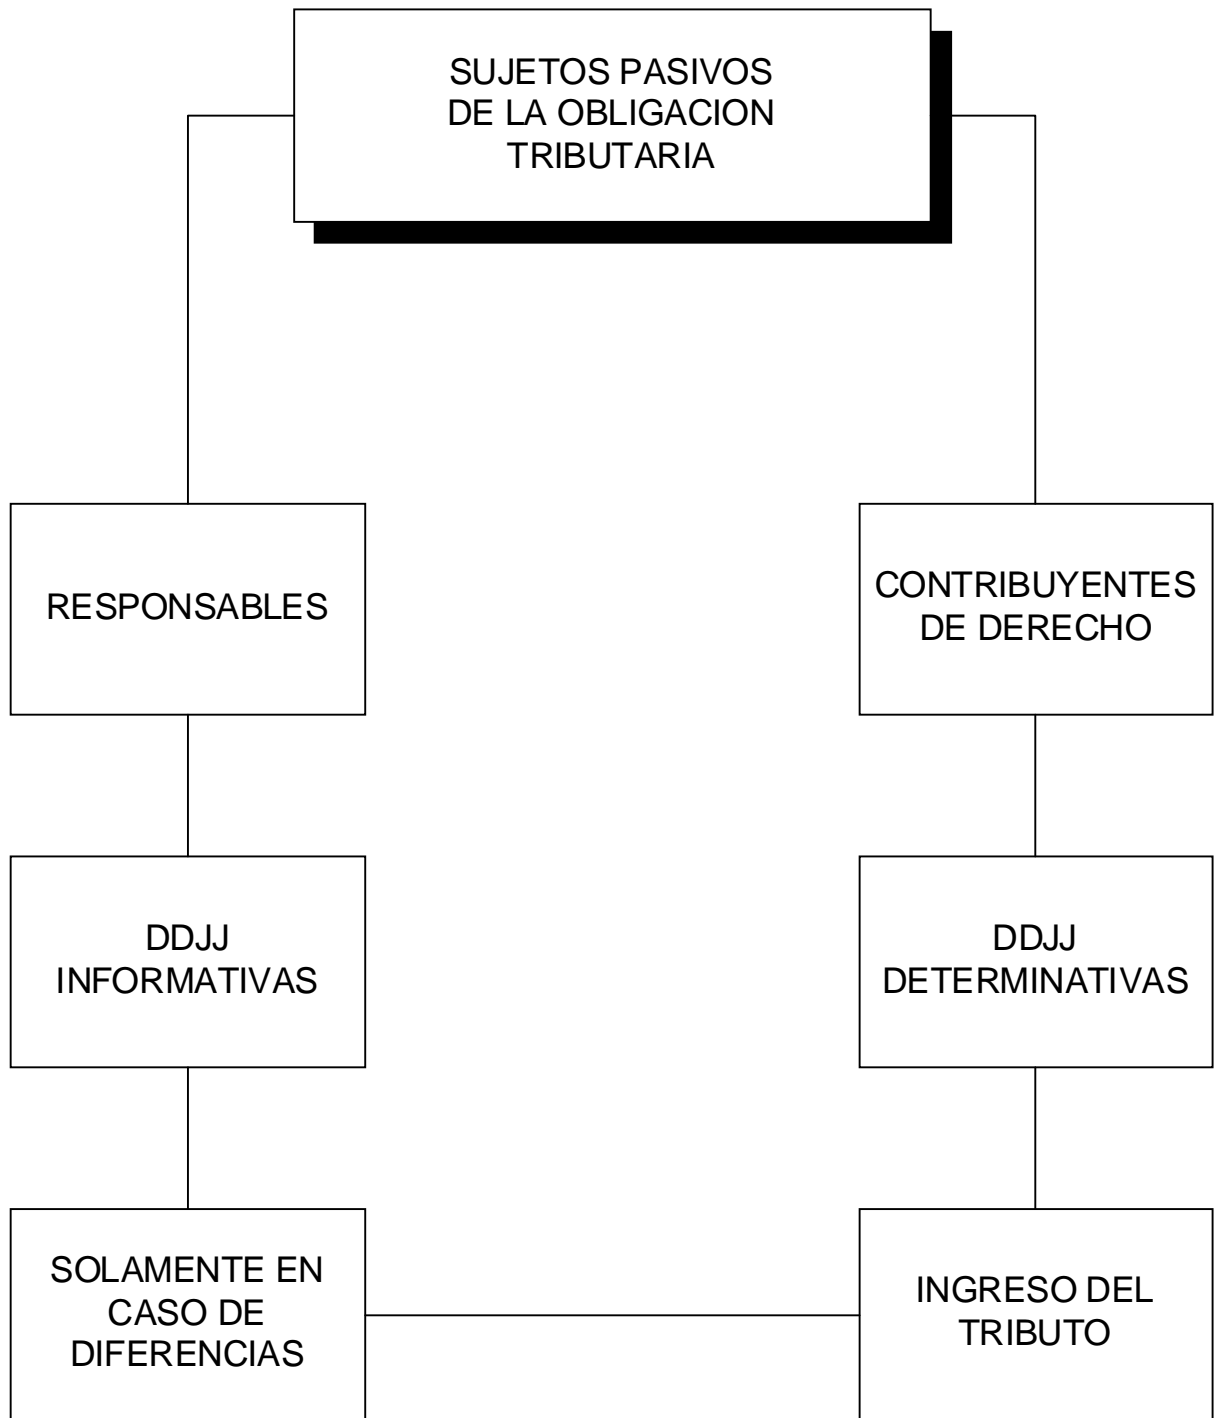 SUJETOS PASIVOS
DE LA OBLIGACION
TRIBUTARIA
RESPONSABLES
CONTRIBUYENTES
DE DERECHO
DDJJ
INFORMATIVAS
DDJJ
DETERMINATIVAS
SOLAMENTE EN
CASO DE
DIFERENCIAS
INGRESO DEL
TRIBUTO